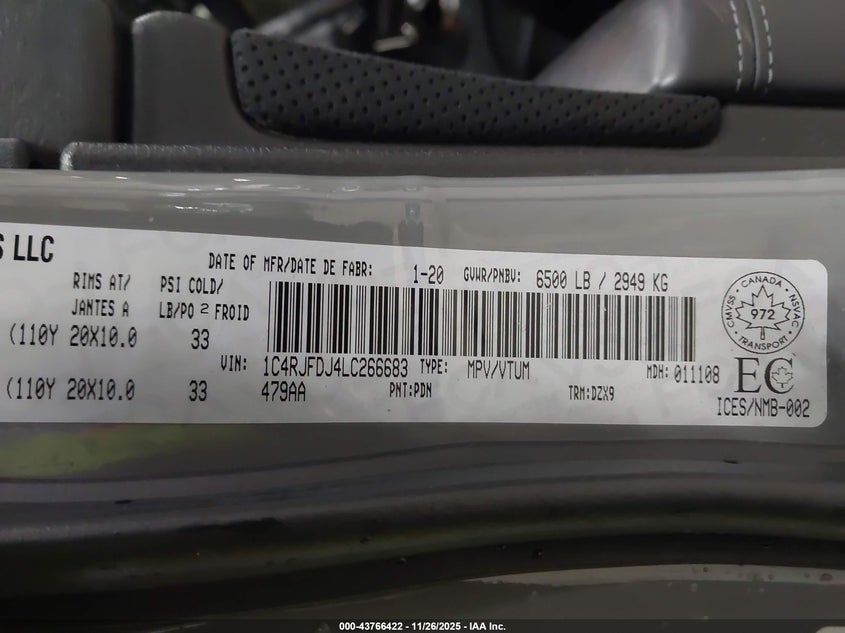 S LLC
DATE OF MFR/DATE DE FABR: 1-20 GVWR/PNBV: 6500 LB / 2949 KG
RIMS AT/ PSI COLD/
JANTES A LB/PO 2 FROID
(110Y 20X10.0 33
VIN: 1C4RJFDJ4LC266683 TYPE: MPV/VTUM MDH: 011108
(110Y 20X10.0 33 479AA PNT:PDN TRM:DZX9
CANADA
CMVSS NSVAC
972
TRANSPORT
EC
ICES/NMB-002
000-43766422 - 11/26/2025 - IAA Inc.